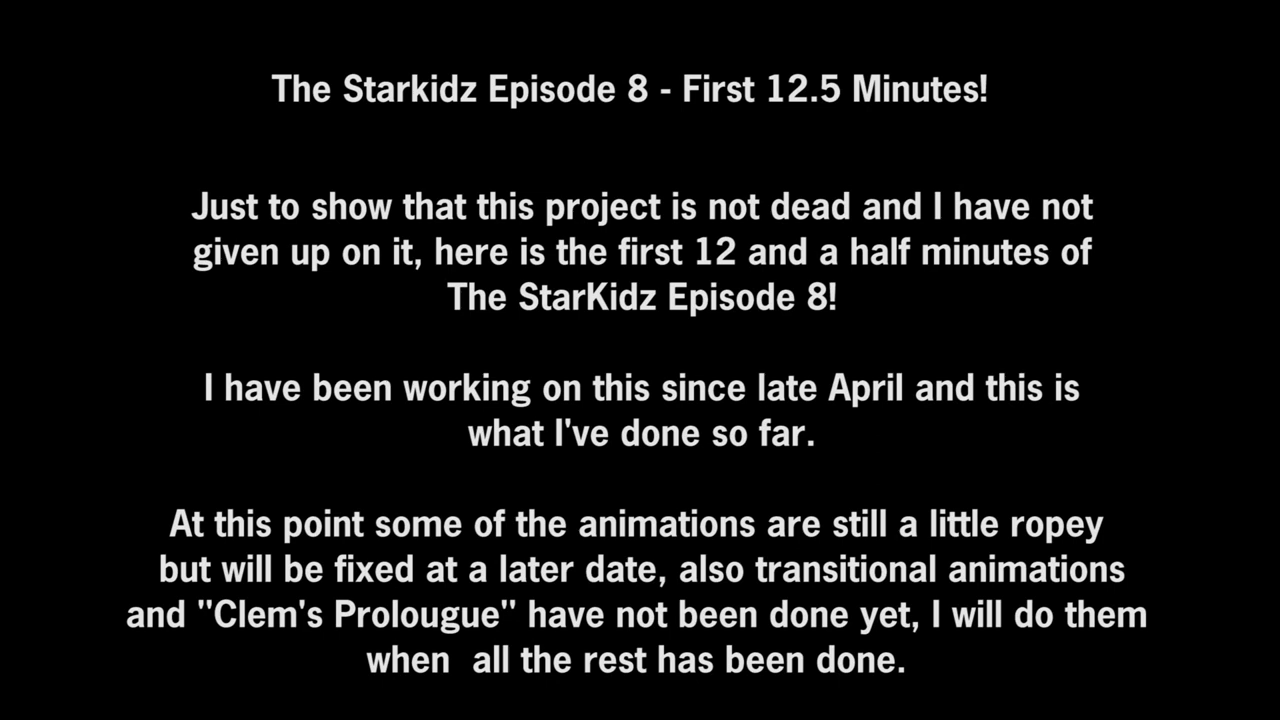 The Starkidz Episode 8 - First 12.5 Minutes!
Just to show that this project is not dead and I have not
given up on it, here is the first 12 and a half minutes of
The StarKidz Episode 8!
I have been working on this since late April and this is
what I've done so far.
At this point some of the animations are still a little ropey
but will be fixed at a later date, also transitional animations
and "Clem's Prolougue" have not been done yet, I will do them
when  all the rest has been done.